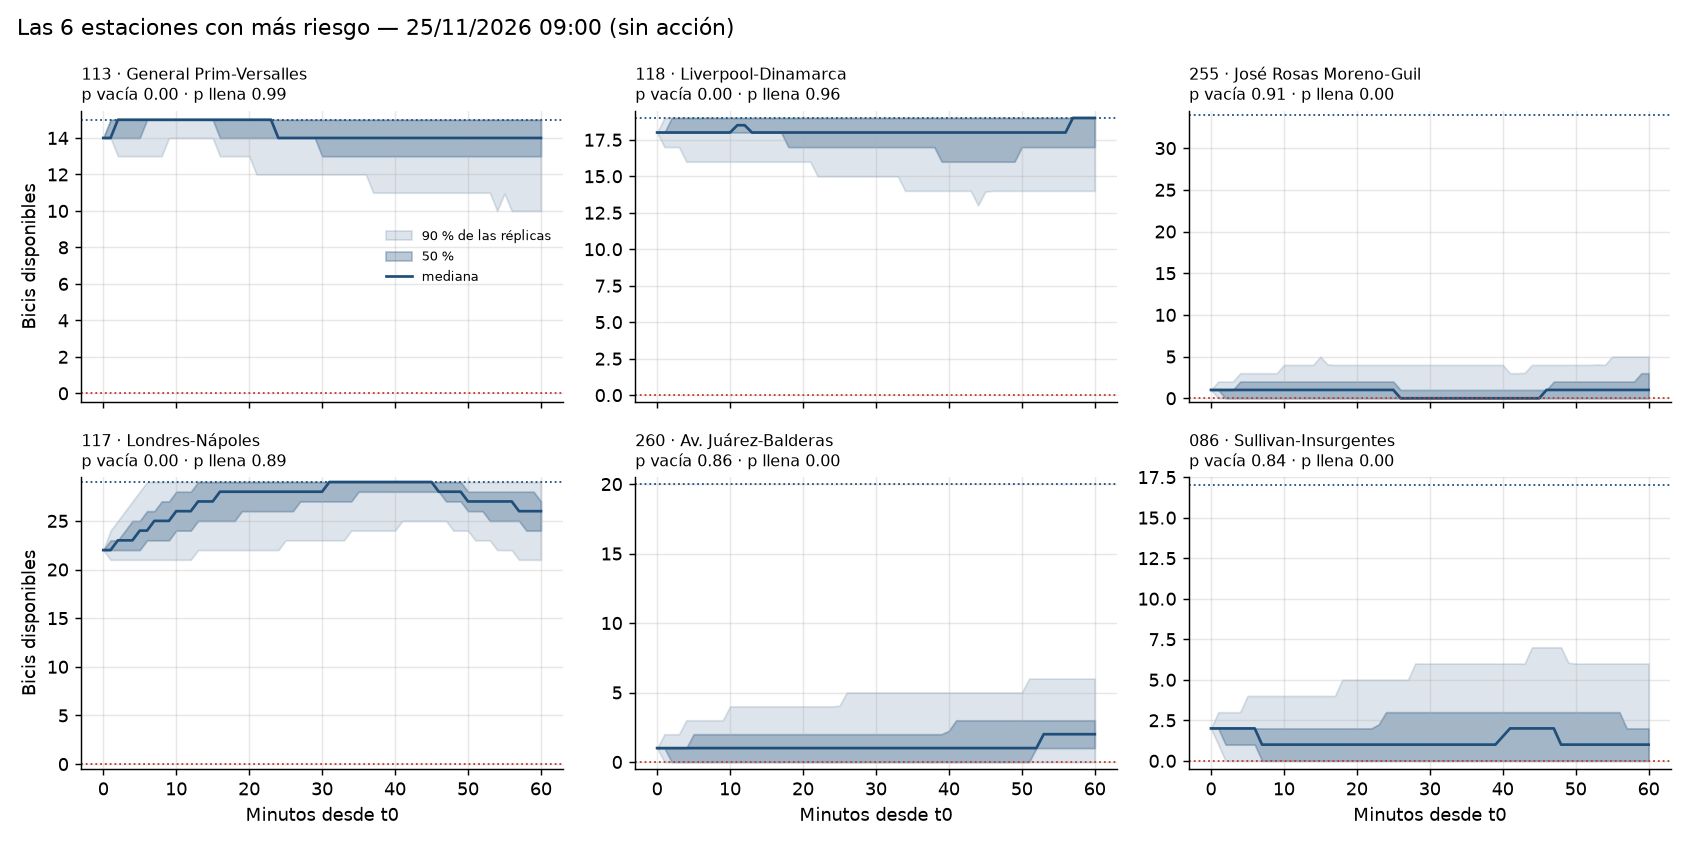 Las 6 estaciones con más riesgo — 25/11/2026 09:00 (sin acción)
113 · General Prim-Versalles
p vacía 0.00 · p llena 0.99
14
12
10
8
6
4
2
0
Bicis disponibles
90 % de las réplicas
50 %
mediana
118 · Liverpool-Dinamarca
p vacía 0.00 · p llena 0.96
17.5
15.0
12.5
10.0
7.5
5.0
2.5
0.0
255 · José Rosas Moreno-Guil
p vacía 0.91 · p llena 0.00
30
25
20
15
10
5
0
117 · Londres-Nápoles
p vacía 0.00 · p llena 0.89
25
20
15
10
5
0
Bicis disponibles
0 10 20 30 40 50 60
Minutos desde t0
260 · Av. Juárez-Balderas
p vacía 0.86 · p llena 0.00
20
15
10
5
0
0 10 20 30 40 50 60
Minutos desde t0
086 · Sullivan-Insurgentes
p vacía 0.84 · p llena 0.00
17.5
15.0
12.5
10.0
7.5
5.0
2.5
0.0
0 10 20 30 40 50 60
Minutos desde t0